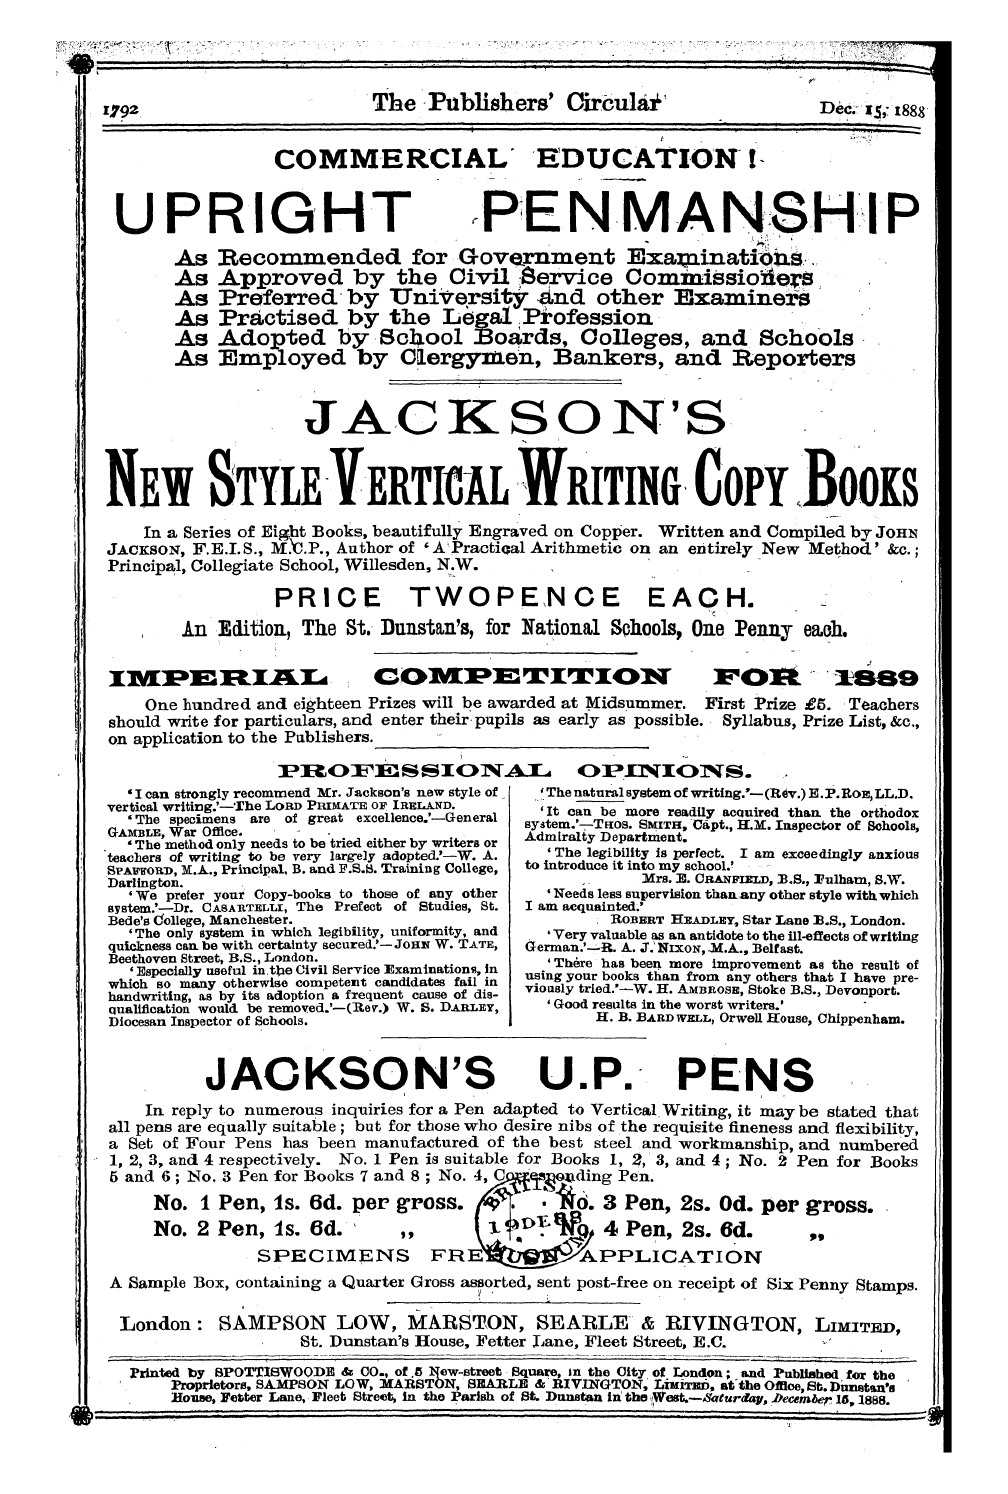 1792 The Publishers' Circular Dec. 15, 1888
COMMERCIAL EDUCATION!
UPRIGHT PENMANSHIP
As Recommended for Government Examinations
As Approved by the Civil Service Commissioners
As Preferred by University and other Examiners
As Practised by the Legal Profession
As Adopted by School Boards, Colleges, and Schools
As Employed by Clergymen, Bankers, and Reporters
JACKSON'S
NEW STYLE VERTICAL WRITING COPY BOOKS
In a Series of Eight Books, beautifully Engraved on Copper. Written and Compiled by JOHN
JACKSON, F.E.I.S., M.C.P., Author of 'A Practical Arithmetic on an entirely New Method' &c.;
Principal, Collegiate School, Willesden, N.W.
PRICE TWOPENCE EACH.
An Edition, The St. Dunstan's, for National Schools, One Penny each.
IMPERIAL COMPETITION FOR 1889
One hundred and eighteen Prizes will be awarded at Midsummer. First Prize £5. Teachers
should write for particulars, and enter their pupils as early as possible. Syllabus, Prize List, &c.,
on application to the Publishers.
PROFESSIONAL OPINIONS.
'I can strongly recommend Mr. Jackson's new style of
vertical writing.'—The LORD PRIMATE OF IRELAND.
'The specimens are of great excellence.'—General
GAMBLE, War Office.
'The method only needs to be tried either by writers or
teachers of writing to be very largely adopted.'—W. A.
SPAFFORD, M.A., Principal, B. and F.S.S. Training College,
Darlington.
'We prefer your Copy-books to those of any other
system.'—Dr. CASARTELLI, The Prefect of Studies, St.
Bede's College, Manchester.
'The only system in which legibility, uniformity, and
quickness can be with certainty secured.'—JOHN W. TATE,
Beethoven Street, B.S., London.
'Especially useful in the Civil Service Examinations, in
which so many otherwise competent candidates fail in
handwriting, as by its adoption a frequent cause of dis-
qualification would be removed.'—(Rev.) W. S. DARLEY,
Diocesan Inspector of Schools.
'The natural system of writing.'—(Rev.) E. P. ROE, LL.D.
'It can be more readily acquired than the orthodox
system.'—THOS. SMITH, Capt., H.M. Inspector of Schools,
Admiralty Department.
'The legibility is perfect. I am exceedingly anxious
to introduce it into my school.'
Mrs. E. CRANFIELD, B.S., Fulham, S.W.
'Needs less supervision than any other style with which
I am acquainted.'
ROBERT HEADLEY, Star Lane B.S., London.
'Very valuable as an antidote to the ill-effects of writing
German.'—R. A. J. NIXON, M.A., Belfast.
'There has been more improvement as the result of
using your books than from any others that I have pre-
viously tried.'—W. H. AMBROSE, Stoke B.S., Devonport.
'Good results in the worst writers.'
H. B. BARDWELL, Orwell House, Chippenham.
JACKSON'S U.P. PENS
In reply to numerous inquiries for a Pen adapted to Vertical Writing, it may be stated that
all pens are equally suitable; but for those who desire nibs of the requisite fineness and flexibility,
a Set of Four Pens has been manufactured of the best steel and workmanship, and numbered
1, 2, 3, and 4 respectively. No. 1 Pen is suitable for Books 1, 2, 3, and 4; No. 2 Pen for Books
5 and 6; No. 3 Pen for Books 7 and 8; No. 4, Corresponding Pen.
No. 1 Pen, 1s. 6d. per gross. No. 3 Pen, 2s. 0d. per gross.
No. 2 Pen, 1s. 6d. ,, No. 4 Pen, 2s. 6d. ,,
BRITISH
19 DE 88
MUSEUM
SPECIMENS FREE ON APPLICATION
A Sample Box, containing a Quarter Gross assorted, sent post-free on receipt of Six Penny Stamps.
London: SAMPSON LOW, MARSTON, SEARLE & RIVINGTON, LIMITED,
St. Dunstan's House, Fetter Lane, Fleet Street, E.C.
Printed by SPOTTISWOODE & CO., of 5 New-street Square, in the City of London; and Published for the
Proprietors, SAMPSON LOW, MARSTON, SEARLE & RIVINGTON, LIMITED, at the Office, St. Dunstan's
House, Fetter Lane, Fleet Street, in the Parish of St. Dunstan in the West.—Saturday, December 15, 1888.